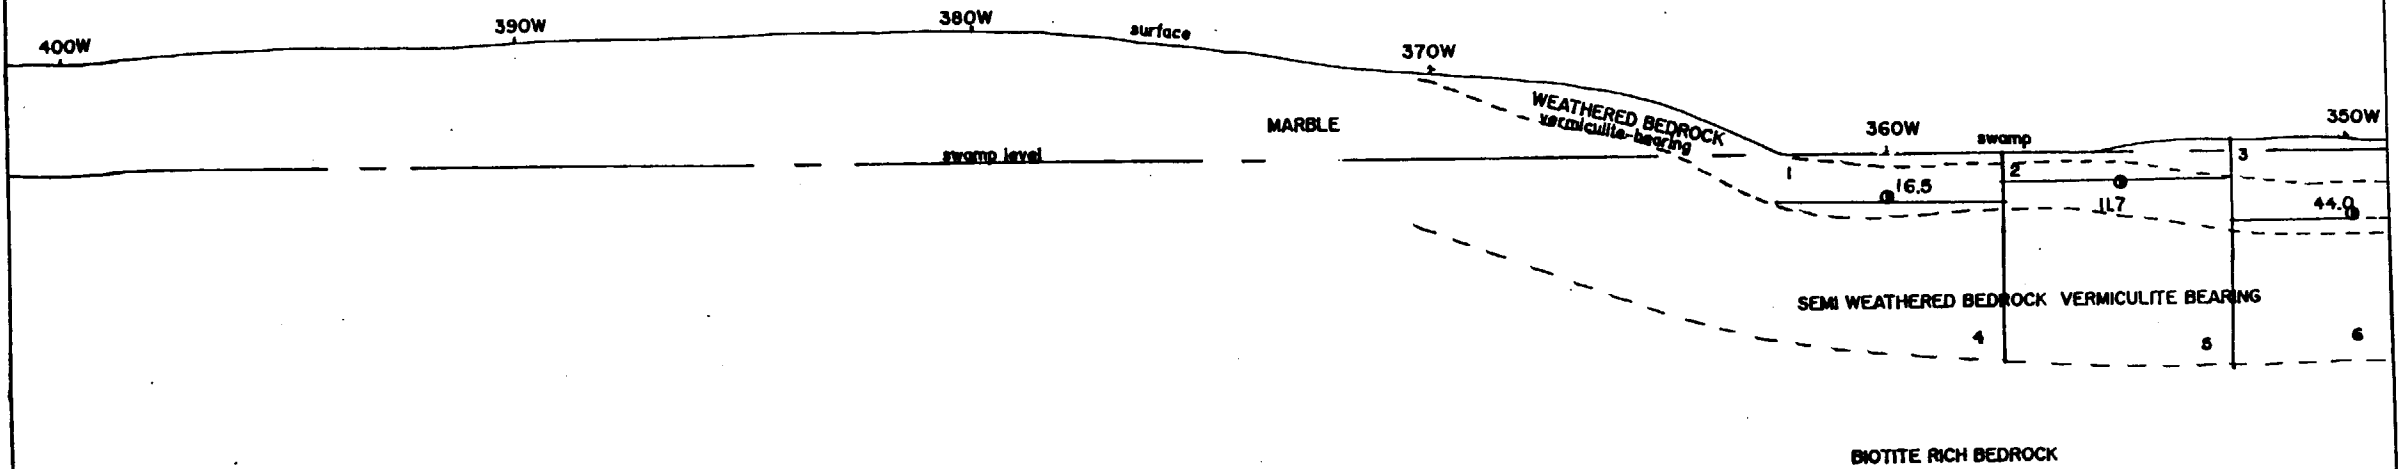 400W
390W
380W
surface
370W
WEATHERED BEDROCK
vermiculite-bearing
MARBLE
swamp level
360W
swamp
350W
1
2
3
16.5
11.7
44.0
SEMI WEATHERED BEDROCK VERMICULITE BEARING
4
5
6
BIOTITE RICH BEDROCK